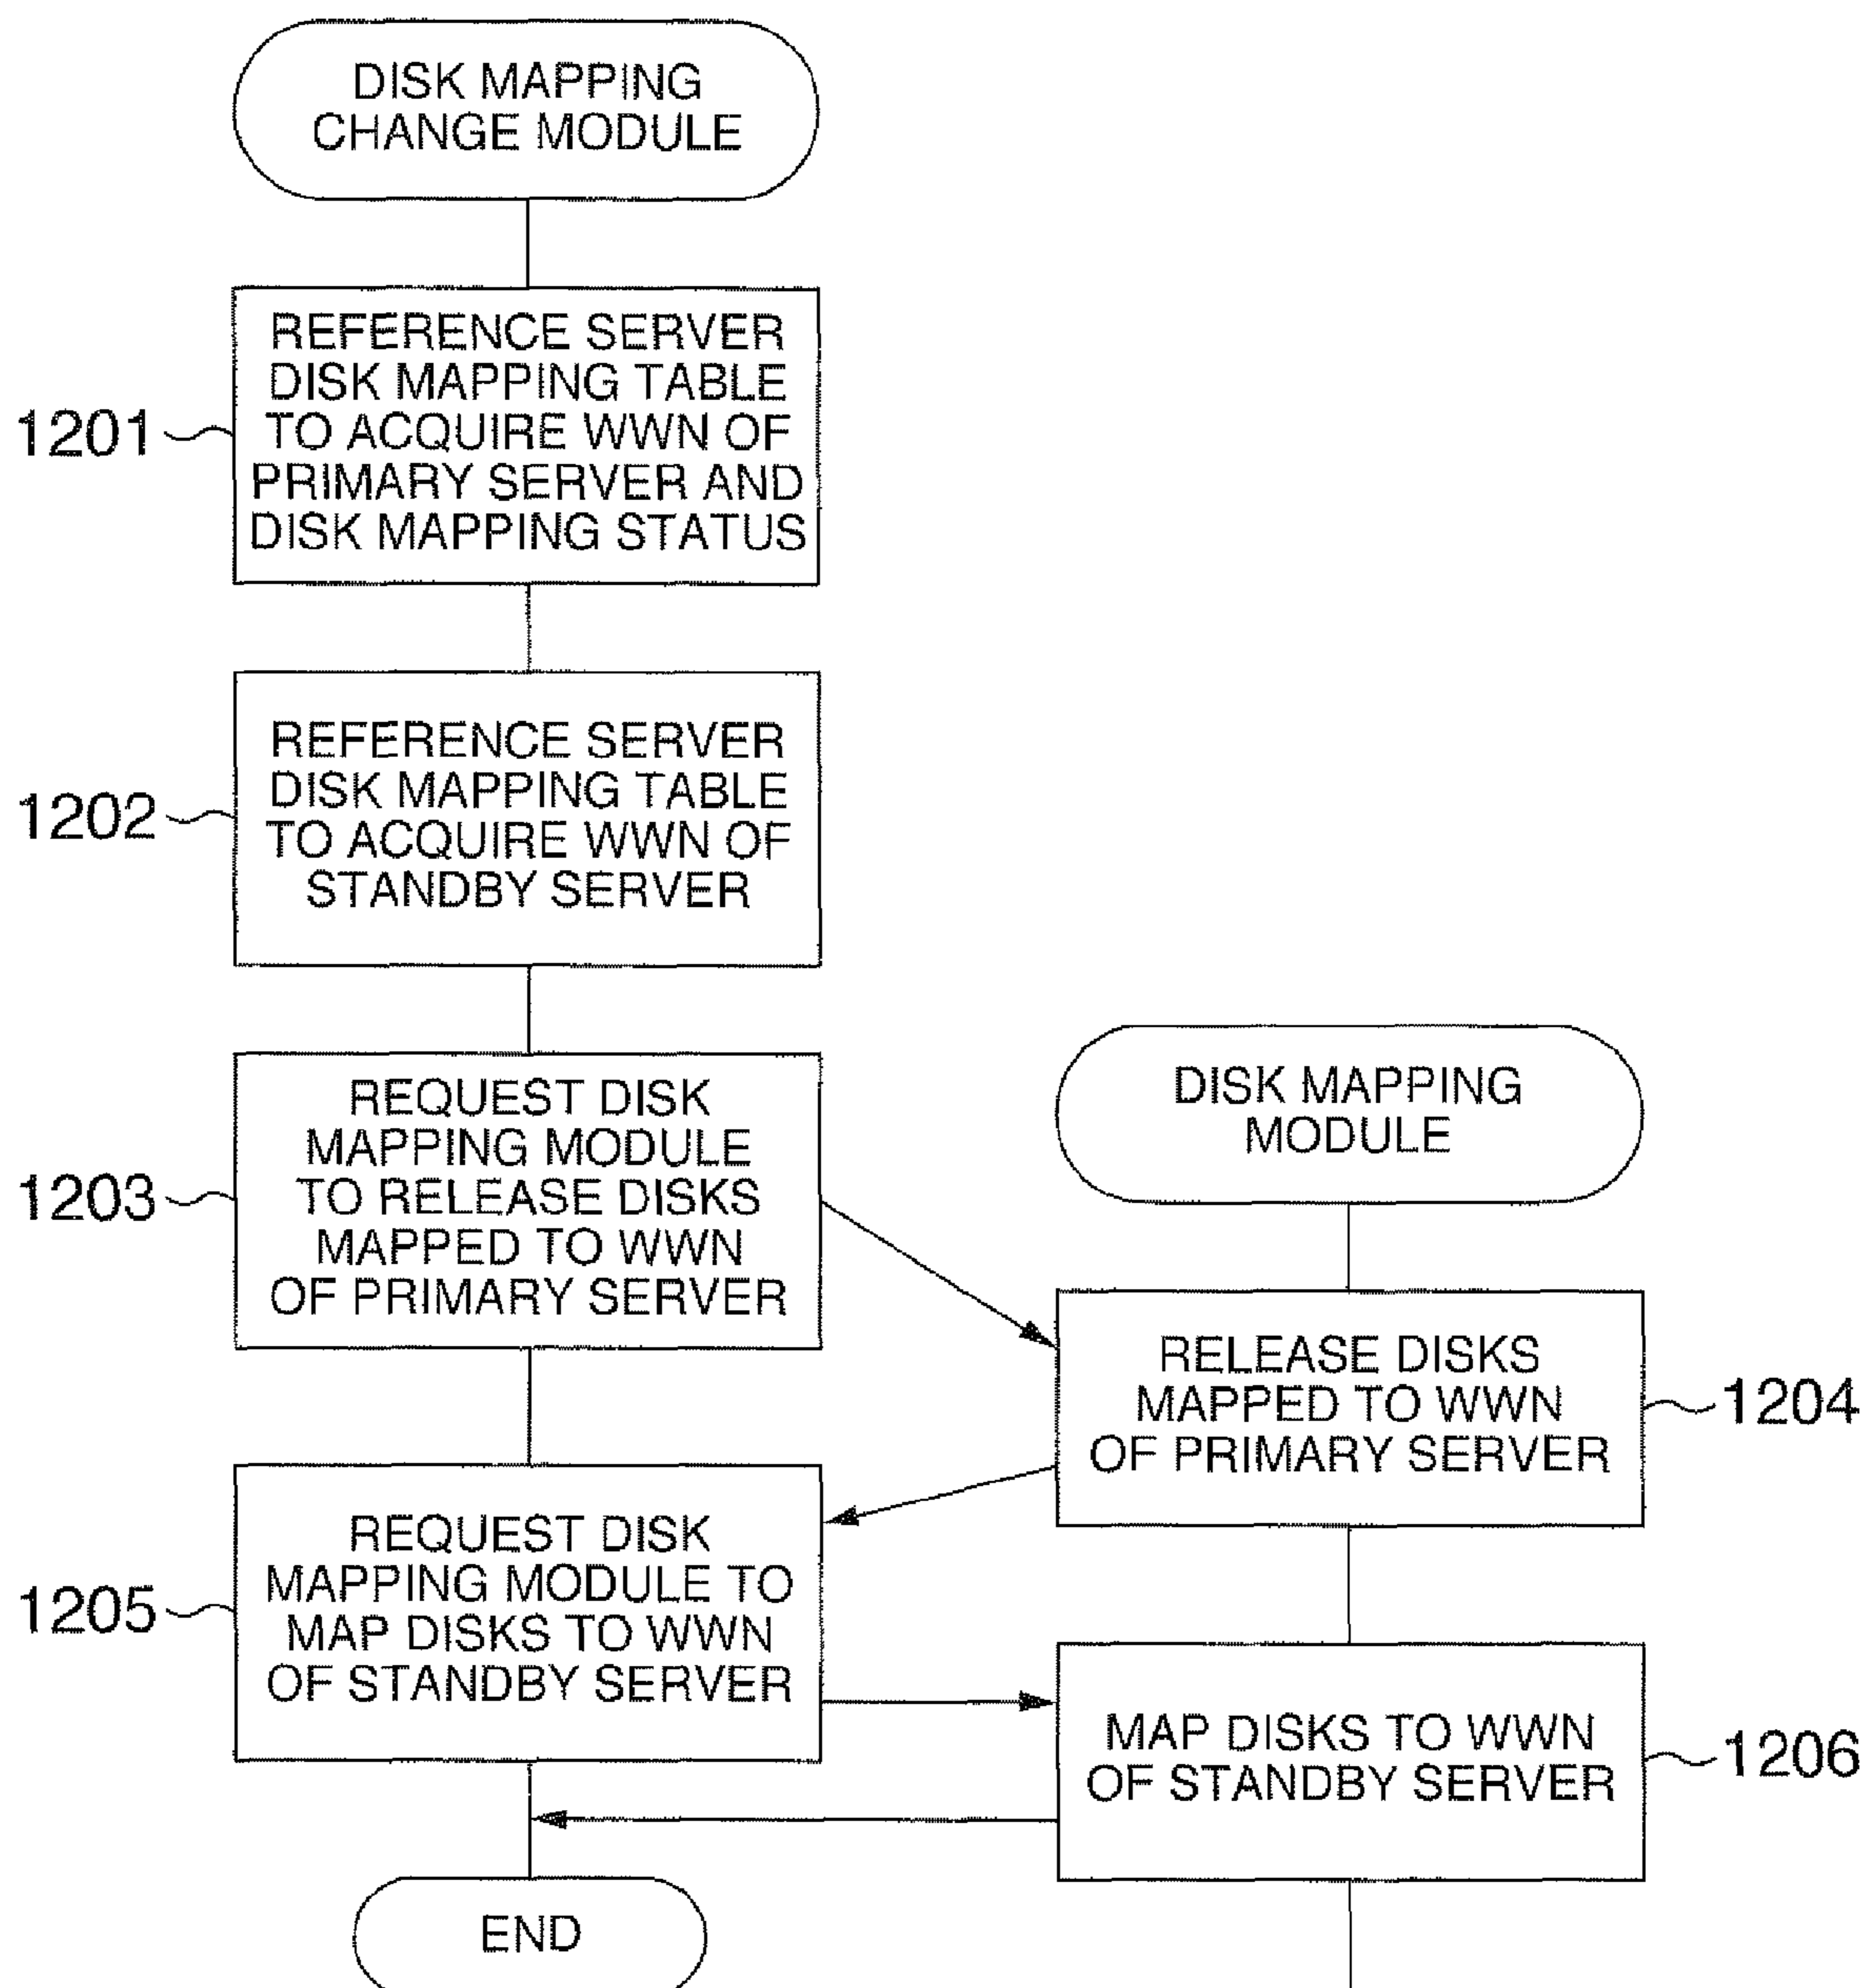 DISK MAPPING
CHANGE MODULE
1201
REFERENCE SERVER
DISK MAPPING TABLE
TO ACQUIRE WWN OF
PRIMARY SERVER AND
DISK MAPPING STATUS
1202
REFERENCE SERVER
DISK MAPPING TABLE
TO ACQUIRE WWN OF
STANDBY SERVER
1203
REQUEST DISK
MAPPING MODULE
TO RELEASE DISKS
MAPPED TO WWN
OF PRIMARY SERVER
DISK MAPPING
MODULE
RELEASE DISKS
MAPPED TO WWN
OF PRIMARY SERVER
1204
1205
REQUEST DISK
MAPPING MODULE TO
MAP DISKS TO WWN
OF STANDBY SERVER
MAP DISKS TO WWN
OF STANDBY SERVER
1206
END